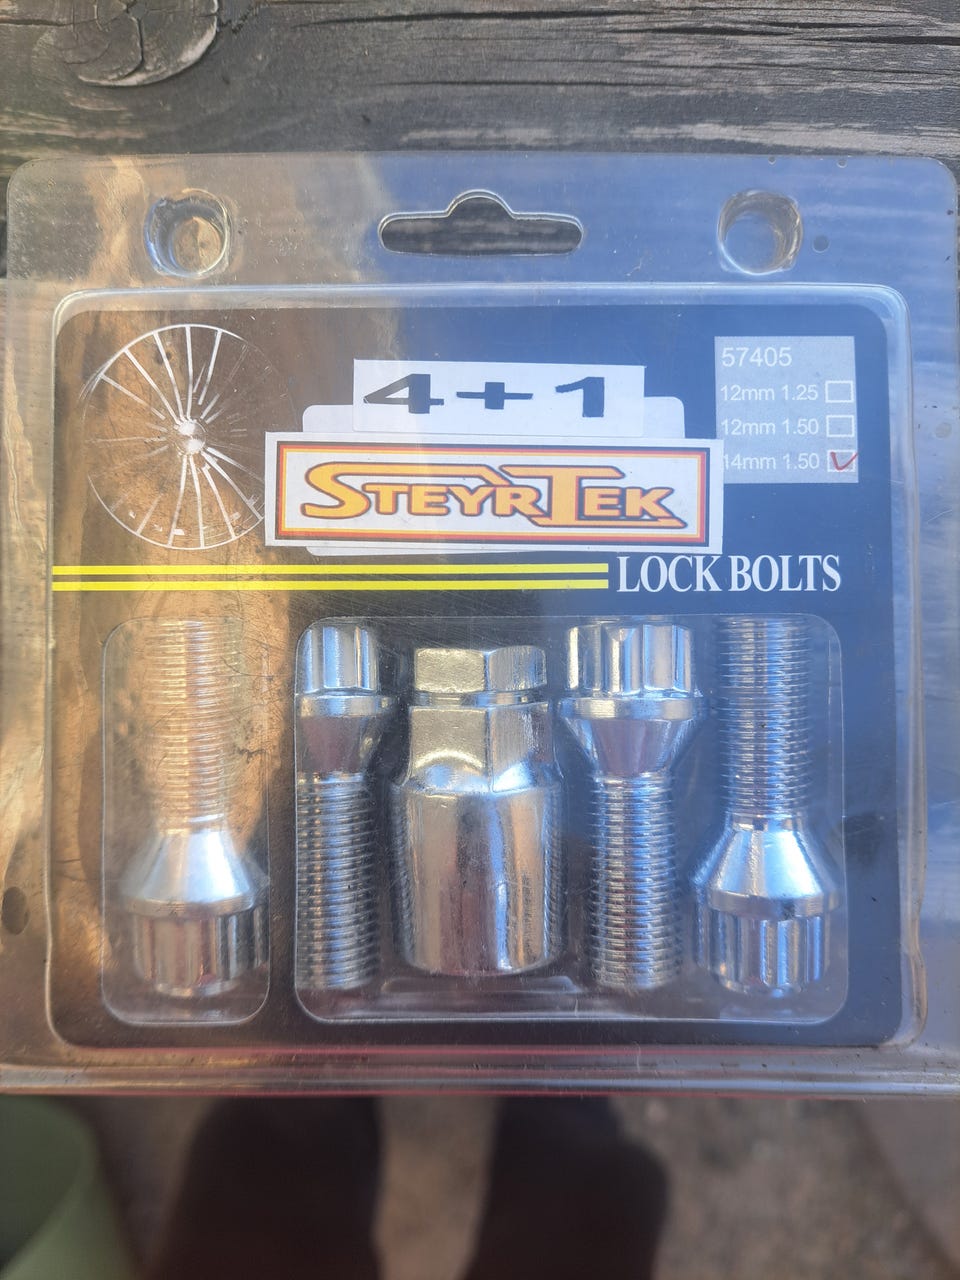 4+1
57405
12mm 1.25
12mm 1.50
14mm 1.50
STEYRTEK
LOCK BOLTS